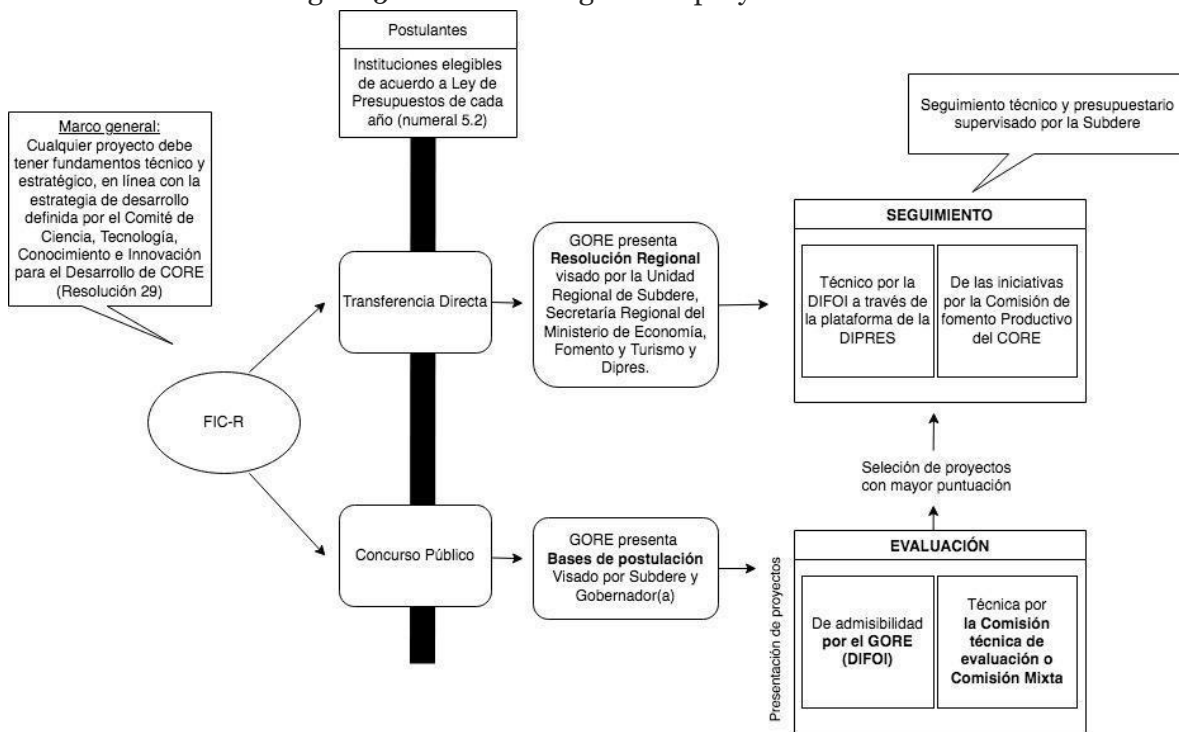 Postulantes
Instituciones elegibles
de acuerdo a Ley de
Presupuestos de cada
año (numeral 5.2)
Marco general:
Cualquier proyecto debe
tener fundamentos técnico y
estratégico, en línea con la
estrategia de desarrollo
definida por el Comité de
Ciencia, Tecnología,
Conocimiento e Innovación
para el Desarrollo de CORE
(Resolución 29)
FIC-R
Transferencia Directa
GORE presenta
Resolución Regional
visado por la Unidad
Regional de Subdere,
Secretaría Regional del
Ministerio de Economía,
Fomento y Turismo y
Dipres.
Seguimiento técnico y presupuestario
supervisado por la Subdere
SEGUIMIENTO
Técnico por la
DIFOI a través de
la plataforma de la
DIPRES
De las iniciativas
por la Comisión de
fomento Productivo
del CORE
Concurso Público
GORE presenta
Bases de postulación
Visado por Subdere y
Gobernador(a)
Presentación de proyectos
Seleción de proyectos
con mayor puntuación
EVALUACIÓN
De admisibilidad
por el GORE
(DIFOI)
Técnica por
la Comisión
técnica de
evaluación o
Comisión Mixta